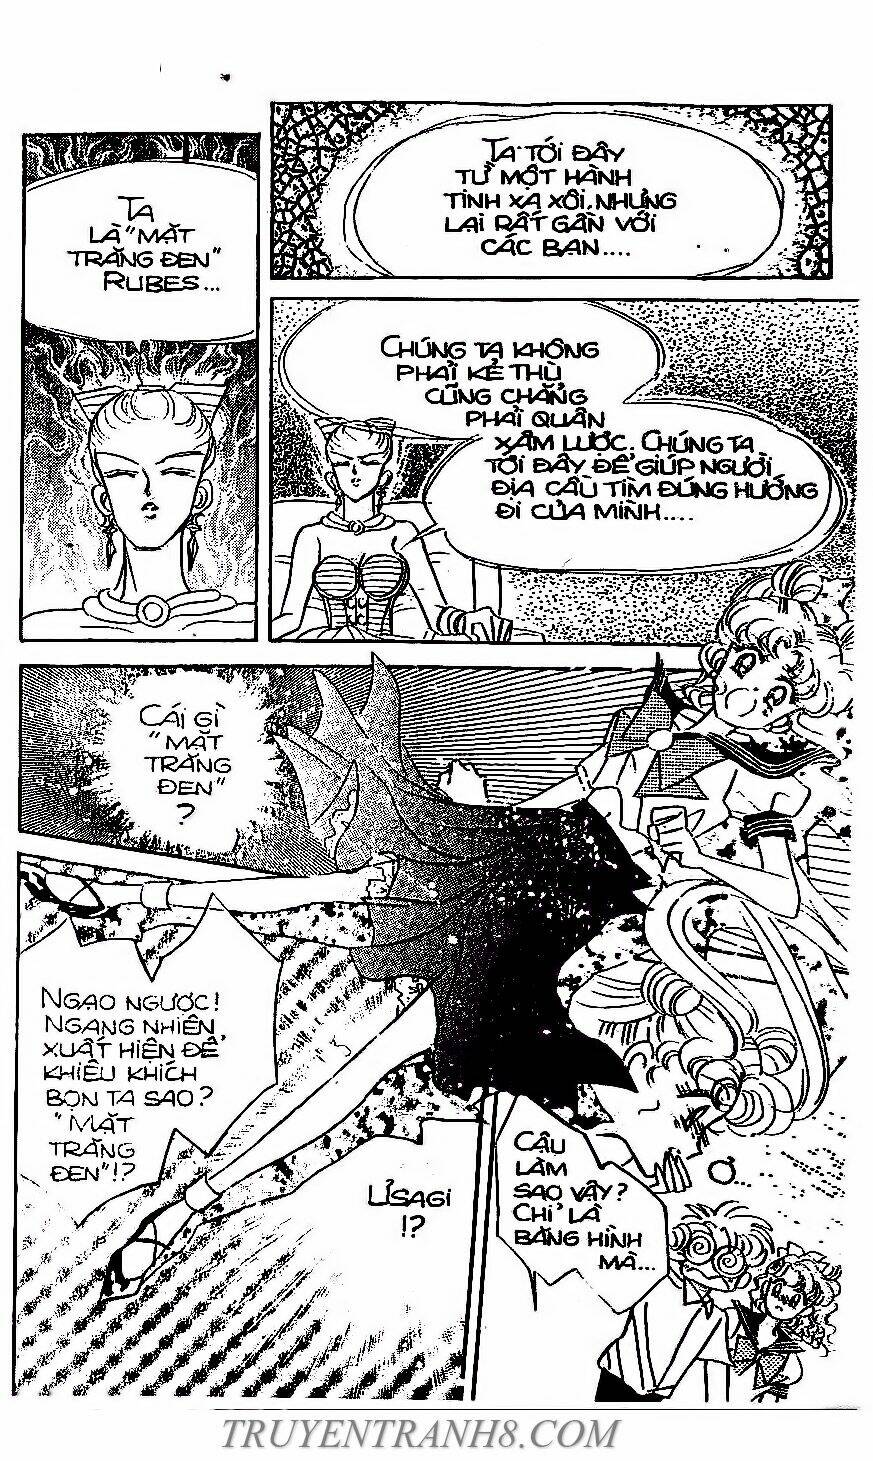 TA
LÀ "MẶT
TRĂNG ĐEN"
RUBES...
TA TỚI ĐÂY
TỪ MỘT HÀNH
TINH XA XÔI, NHƯNG
LẠI RẤT GẦN VỚI
CÁC BẠN....
CHÚNG TA KHÔNG
PHẢI KẺ THÙ
CŨNG CHẲNG
PHẢI QUÂN
XÂM LƯỢC. CHÚNG TA
TỚI ĐÂY ĐỂ GIÚP NGƯỜI
ĐỊA CẦU TÌM ĐÚNG HƯỚNG
ĐI CỦA MÌNH....
CÁI GÌ
"MẶT
TRĂNG
ĐEN"
?
NGẠO NGƯỢC!
NGANG NHIÊN
XUẤT HIỆN ĐỂ
KHIÊU KHÍCH
BỌN TA SAO?
"MẶT
TRĂNG
ĐEN"!?
USAGI
!?
CẬU
LÀM
SAO VẬY?
CHỈ LÀ
BĂNG HÌNH
MÀ...
Ơ...
TRUYENTRANH8.COM